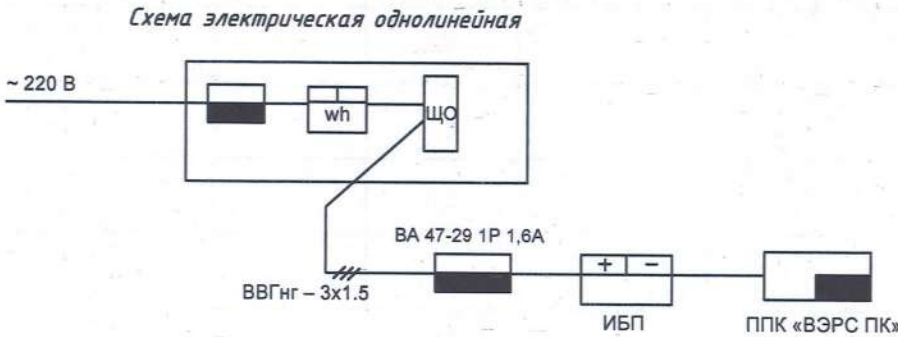 Схема электрическая однолинейная
~ 220 В
wh
ЩО
ВА 47-29 1Р 1,6А
+ −
ВВГнг – 3х1.5
ИБП
ППК «ВЭРС ПК»